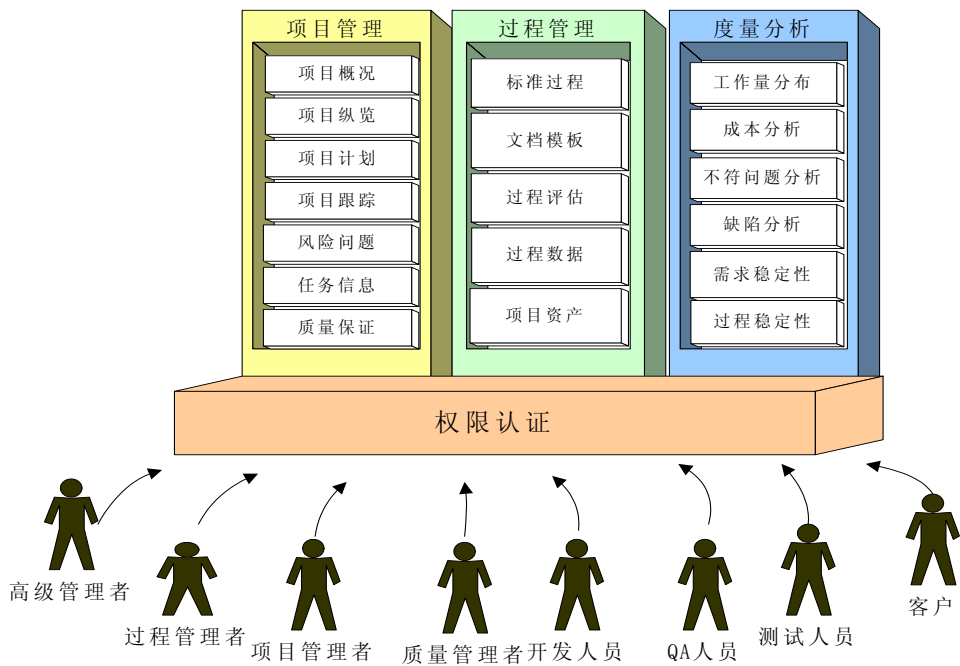 项目管理
项目概况
项目纵览
项目计划
项目跟踪
风险问题
任务信息
质量保证
过程管理
标准过程
文档模板
过程评估
过程数据
项目资产
度量分析
工作量分布
成本分析
不符问题分析
缺陷分析
需求稳定性
过程稳定性
权限认证
高级管理者
过程管理者
项目管理者
质量管理者
开发人员
QA人员
测试人员
客户